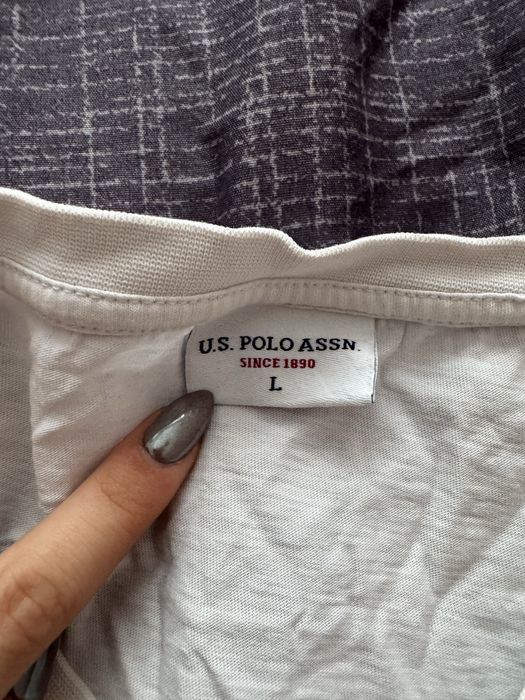 U.S. POLO ASSN.
SINCE 1890
L